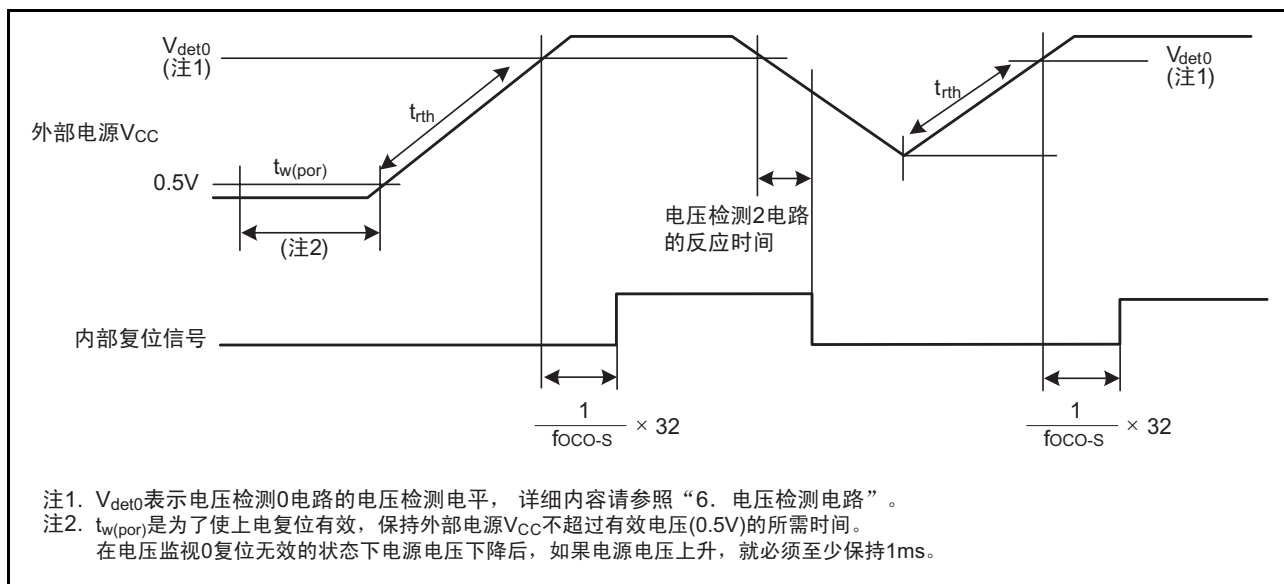 Vdet0
(注1)
trth
外部电源VCC
tw(por)
0.5V
(注2)
电压检测2电路
的反应时间
trth
Vdet0
(注1)
内部复位信号
1
fOCO-S
× 32
1
fOCO-S
× 32
注1. Vdet0表示电压检测0电路的电压检测电平， 详细内容请参照“6. 电压检测电路”。
注2. tw(por)是为了使上电复位有效，保持外部电源VCC不超过有效电压(0.5V)的所需时间。
在电压监视0复位无效的状态下电源电压下降后，如果电源电压上升，就必须至少保持1ms。